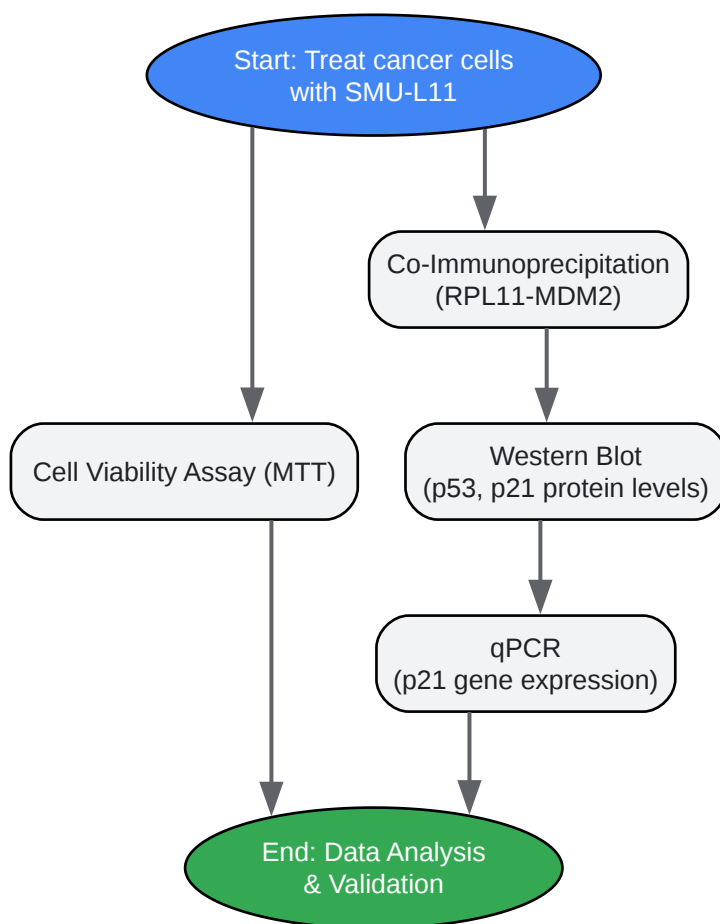 Start: Treat cancer cells
with SMU-L11
Co-Immunoprecipitation
(RPL11-MDM2)
Cell Viability Assay (MTT)
Western Blot
(p53, p21 protein levels)
qPCR
(p21 gene expression)
End: Data Analysis
& Validation